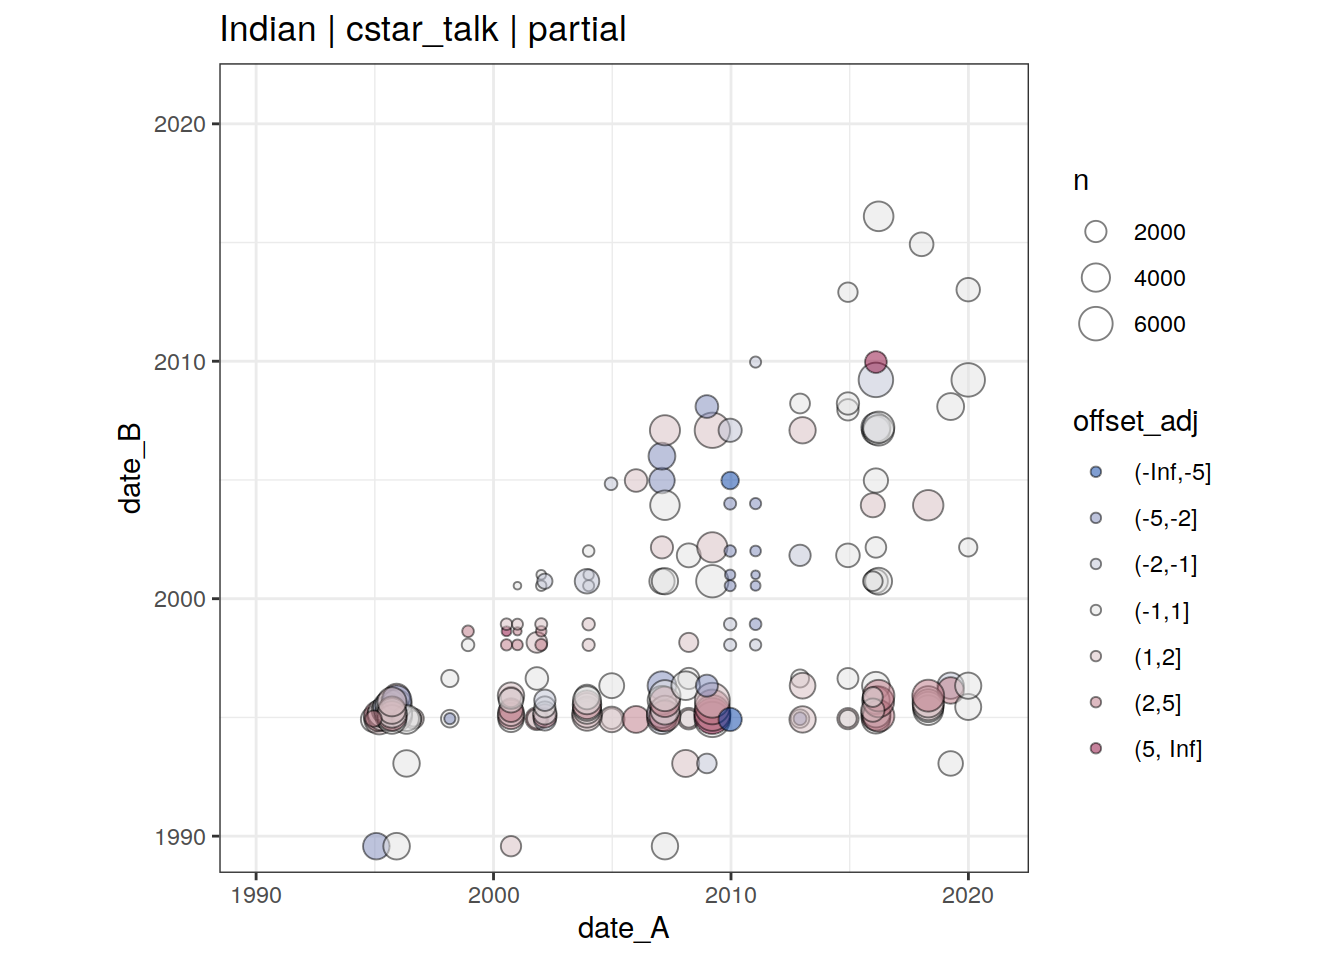 Indian | cstar_talk | partial
2020
2010
2000
1990
date_B
1990
2000
2010
2020
date_A
n
2000
4000
6000
offset_adj
(-Inf,-5]
(-5,-2]
(-2,-1]
(-1,1]
(1,2]
(2,5]
(5, Inf]